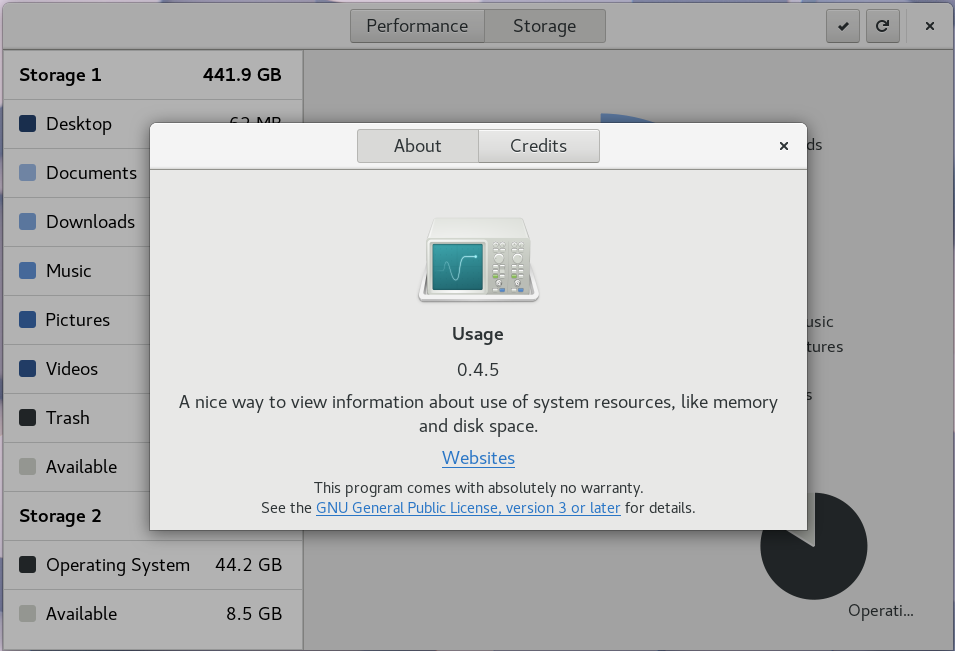 Performance
Storage
Storage 1 441.9 GB
Desktop 62 MB
Documents
Downloads
Music
Pictures
Videos
Trash
Available
Storage 2
Operating System 44.2 GB
Available 8.5 GB
About
Credits
Usage
0.4.5
A nice way to view information about use of system resources, like memory
and disk space.
Websites
This program comes with absolutely no warranty.
See the GNU General Public License, version 3 or later for details.
Operati...